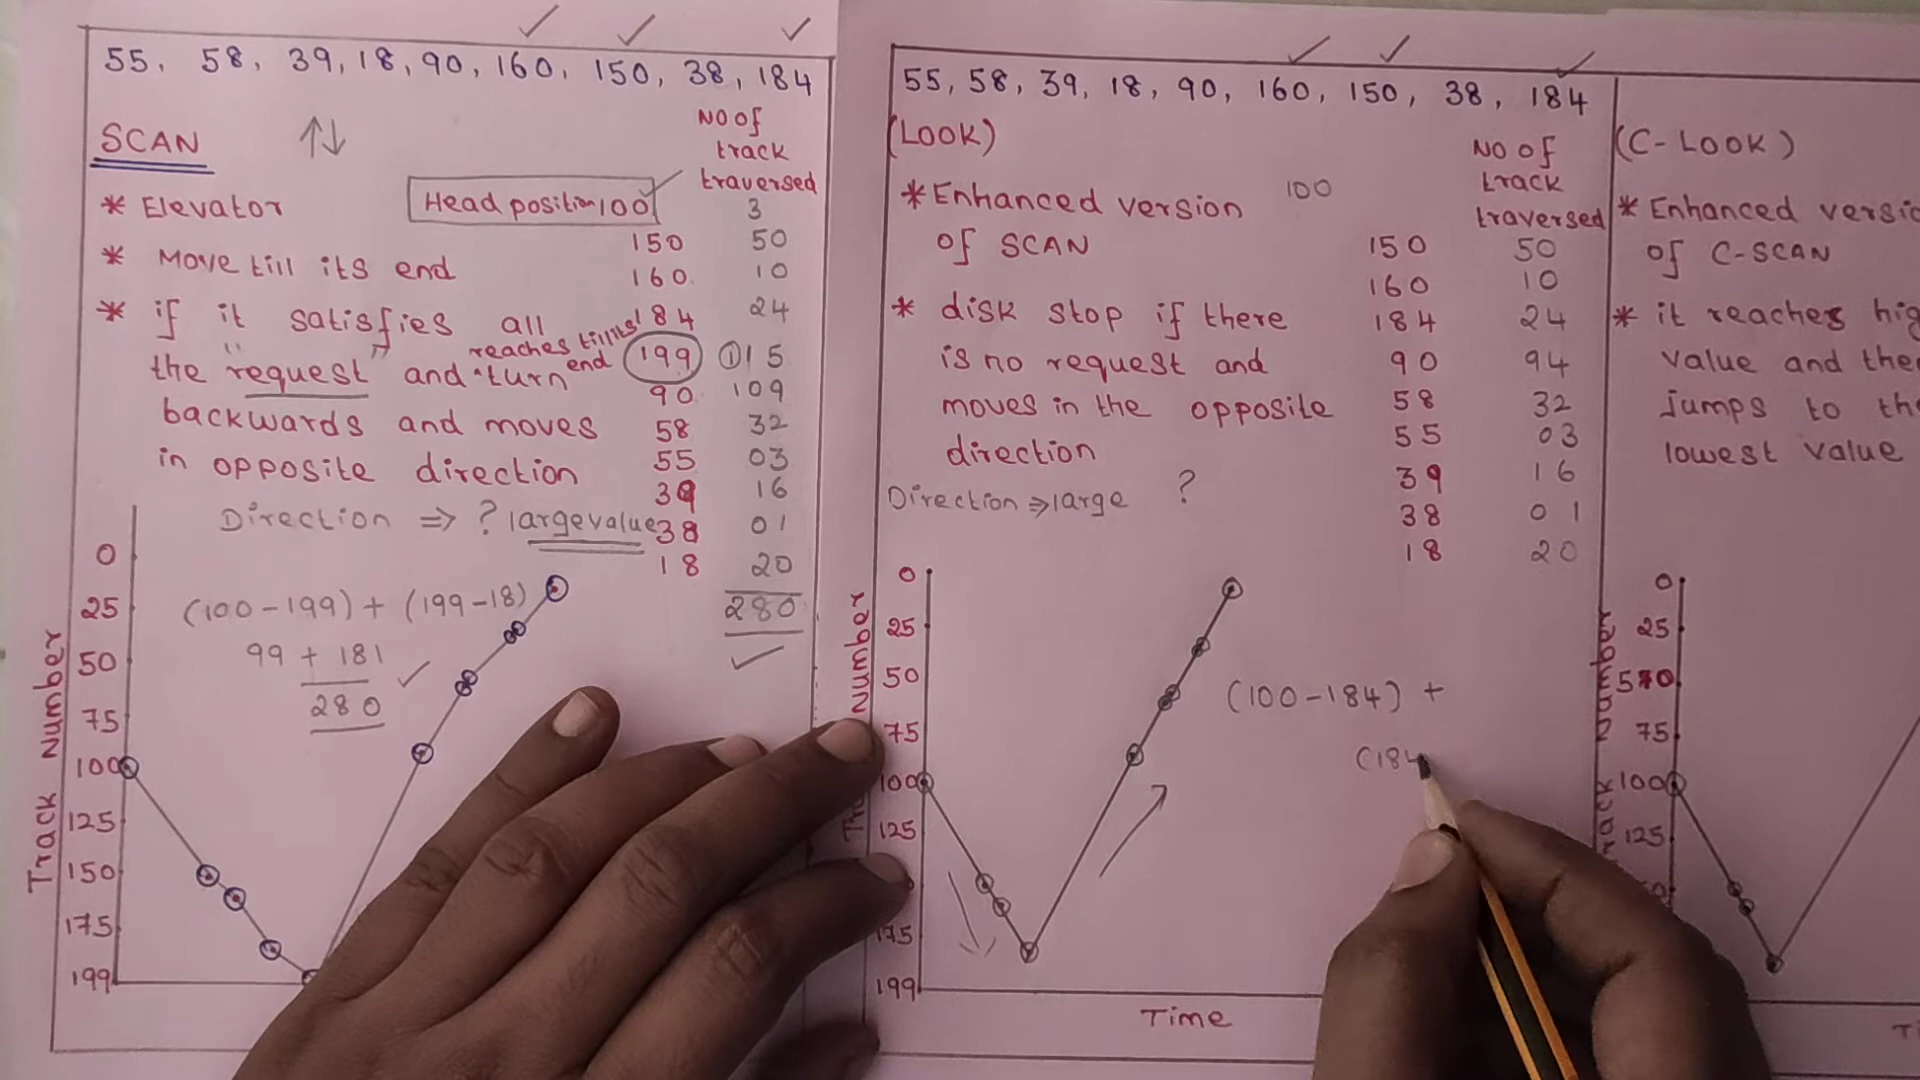 55, 58, 39, 18, 90, 160, 150, 38, 184
SCAN
NO Of
track
traversed
Head position 100
3
* Elevator
* Move till its end
* if it satisfies all
the "request" and turn
backwards and moves
in opposite direction
reaches till its
end
150 50
160 10
184 24
199 ① 15
90 109
58 32
55 03
39 16
38 01
18 20
280
Direction ⇒ ? large value
(100-199) + (199-18)
99 + 181
280
Track Number
0
25
50
75
100
125
150
175
199
55, 58, 39, 18, 90, 160, 150, 38, 184
(LOOK)
NO Of
track
traversed
100
* Enhanced version
of SCAN
* disk stop if there
is no request and
moves in the opposite
direction
150 50
160 10
184 24
90 94
58 32
55 03
39 16
38 01
18 20
Direction ⇒ large ?
(100-184) +
(184
Number
0
25
50
75
100
125
175
199
Time
(C-LOOK)
* Enhanced
of C-SCAN
* it reaches
value and
jumps to
lowest value
0
25
75
100
125